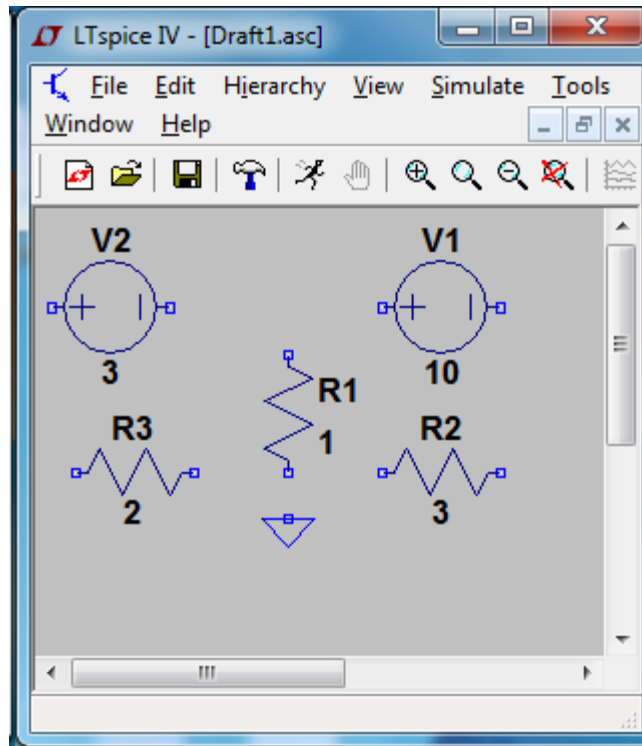 LTspice IV - [Draft1.asc]
File Edit Hierarchy View Simulate Tools
Window Help
V2 V1
3 10
R1
1
R3 R2
2 3